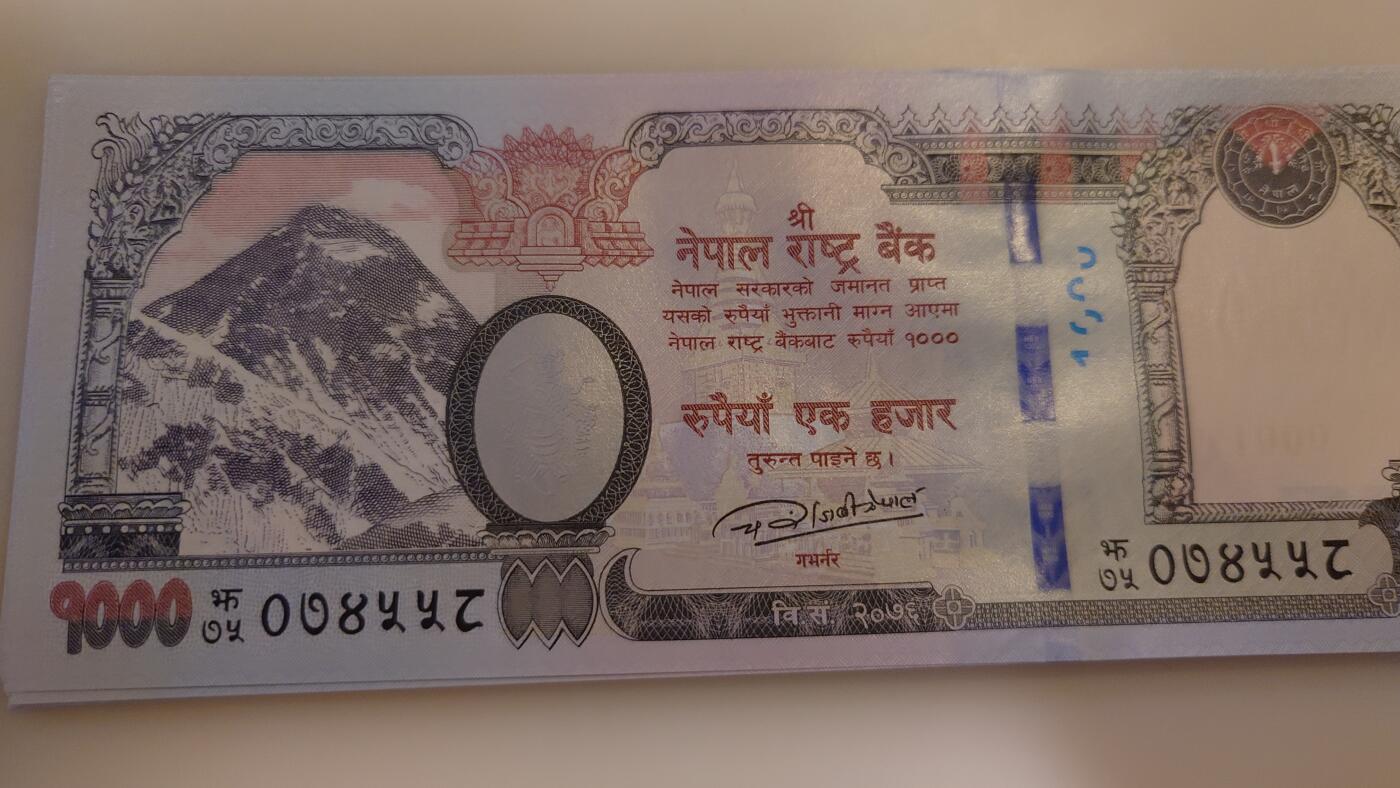 श्री
नेपाल राष्ट्र बैंक
नेपाल सरकारको जमानत प्राप्त
यसको रुपैयाँ भुक्तानी माग्न आएमा
नेपाल राष्ट्र बैंकबाट रुपैयाँ १०००
रुपैयाँ एक हजार
तुरुन्त पाइने छ।
गभर्नर
वि.सं. २०७६
१०००
झ
७५ ०७४५५८
झ
७५ ०७४५५८